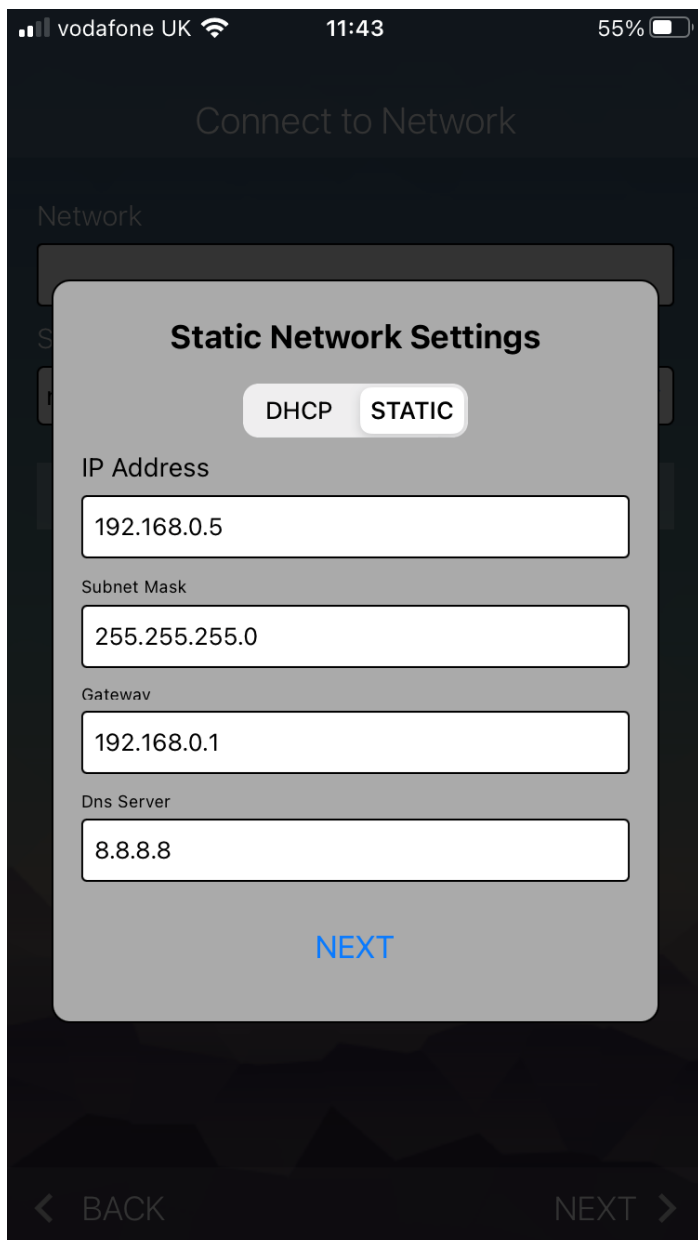 vodafone UK 11:43 55%
Connect to Network
Network
Static Network Settings
DHCP STATIC
IP Address
192.168.0.5
Subnet Mask
255.255.255.0
Gateway
192.168.0.1
Dns Server
8.8.8.8
NEXT
BACK NEXT